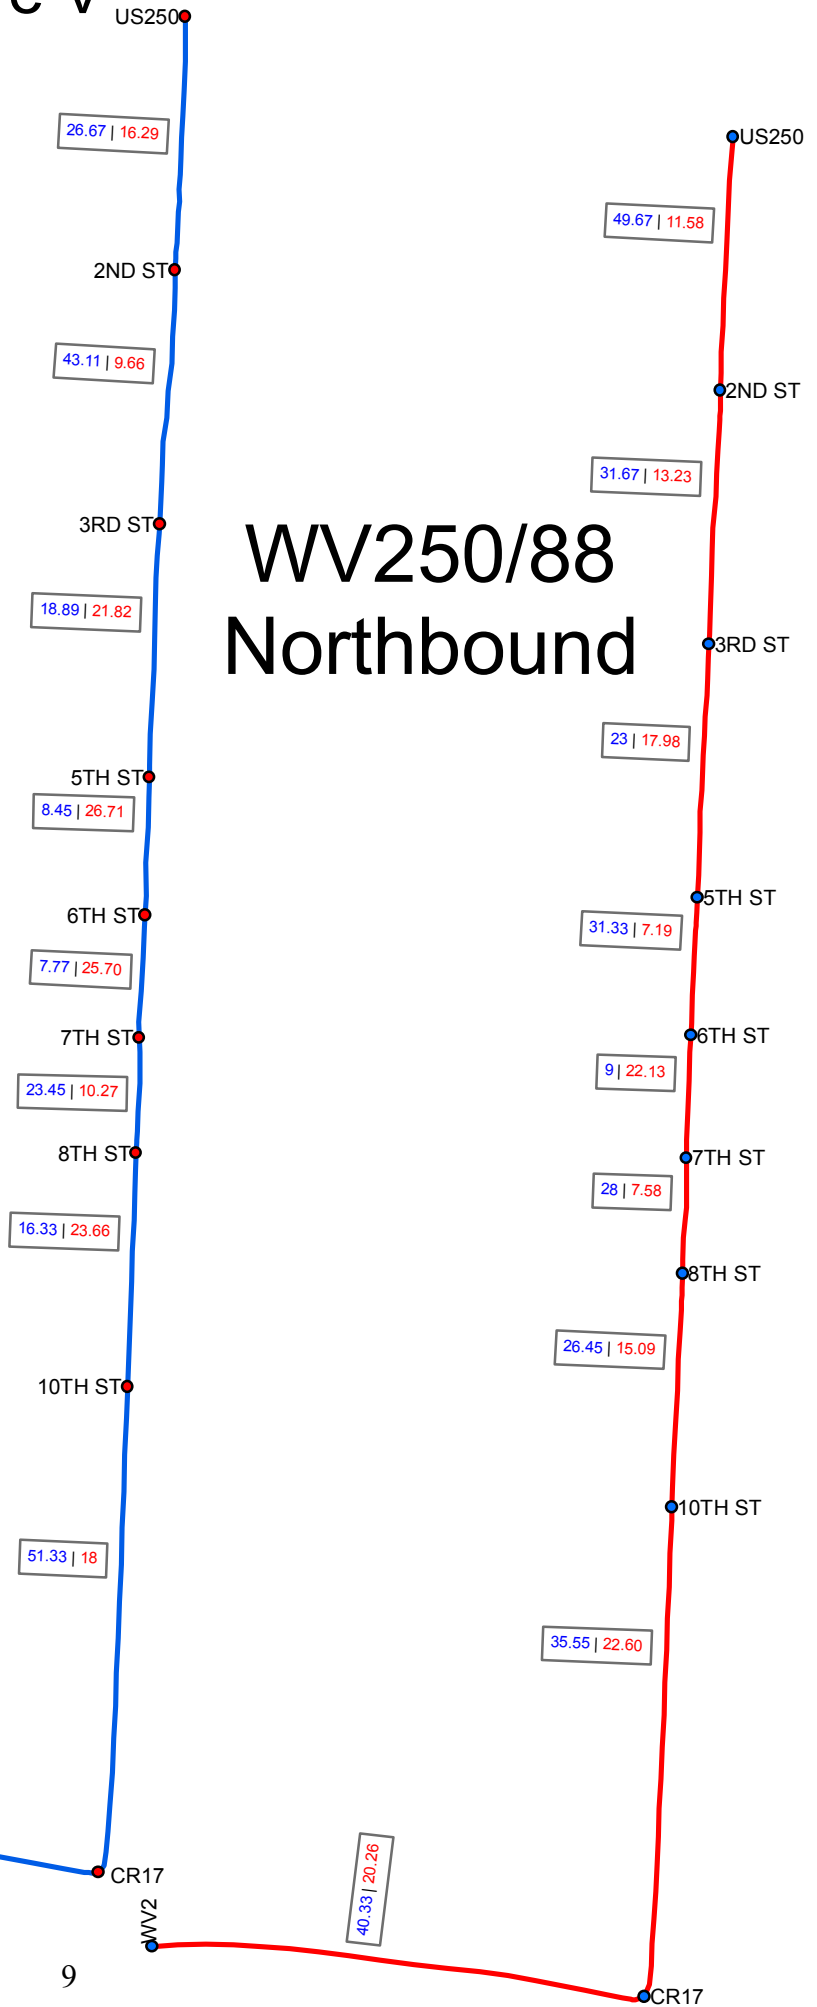 US250
26.67 | 16.29
2ND ST
43.11 | 9.66
3RD ST
18.89 | 21.82
5TH ST
8.45 | 26.71
6TH ST
7.77 | 25.70
7TH ST
23.45 | 10.27
8TH ST
16.33 | 23.66
10TH ST
51.33 | 18
CR17
WV250/88
Northbound
US250
49.67 | 11.58
2ND ST
31.67 | 13.23
3RD ST
23 | 17.98
5TH ST
31.33 | 7.19
6TH ST
9 | 22.13
7TH ST
28 | 7.58
8TH ST
26.45 | 15.09
10TH ST
35.55 | 22.60
CR17
40.33 | 20.26
WV2
9